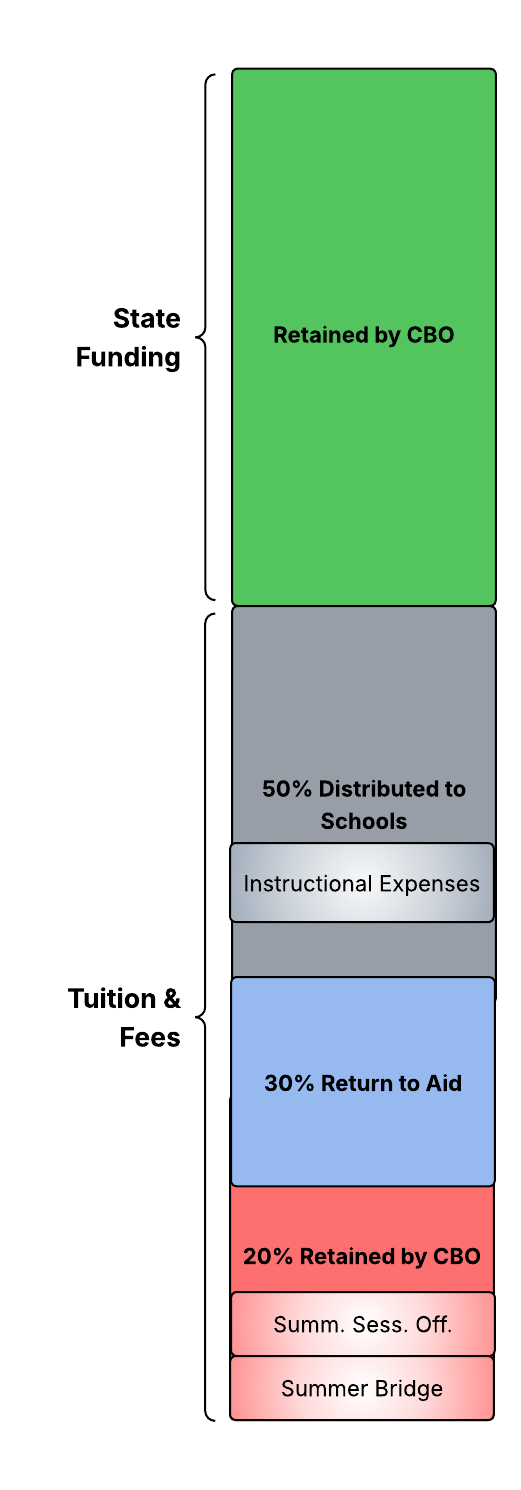 State
Funding
Retained by CBO
50% Distributed to
Schools
Instructional Expenses
Tuition &
Fees
30% Return to Aid
20% Retained by CBO
Summ. Sess. Off.
Summer Bridge